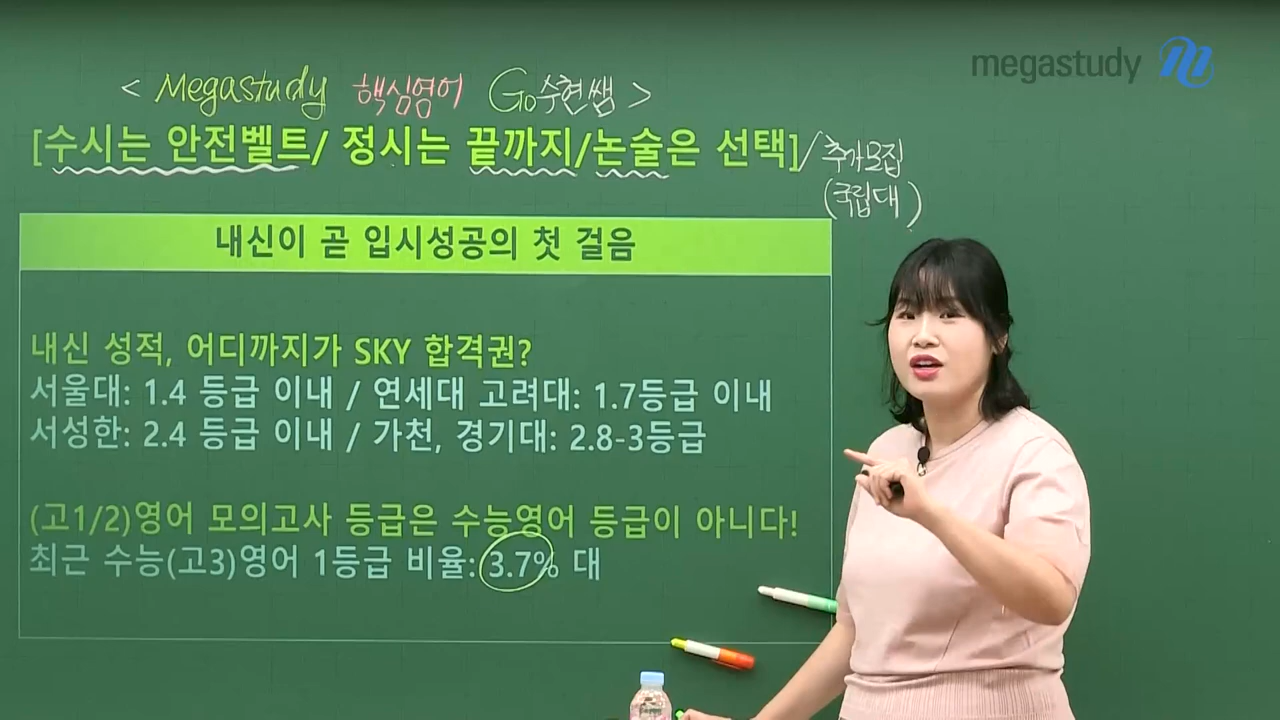 megastudy
< Megastudy 핵심영어 Go수현쌤 >
[수시는 안전벨트/ 정시는 끝까지/논술은 선택]/추가모집
(국립대)
내신이 곧 입시성공의 첫 걸음
내신 성적, 어디까지가 SKY 합격권?
서울대: 1.4 등급 이내 / 연세대 고려대: 1.7등급 이내
서성한: 2.4 등급 이내 / 가천, 경기대: 2.8-3등급
(고1/2)영어 모의고사 등급은 수능영어 등급이 아니다!
최근 수능(고3)영어 1등급 비율: 3.7% 대